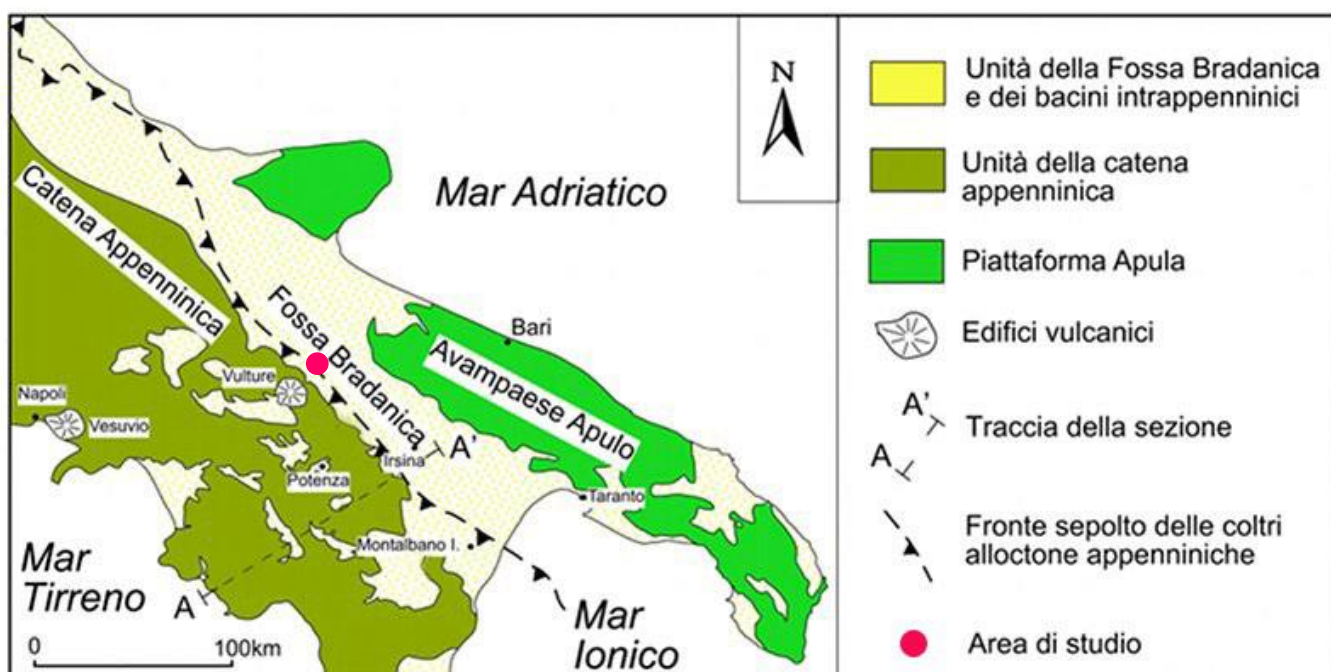 Mar Adriatico
Catena Appenninica
Fossa Bradanica
Avampaese Apulo
Bari
Vulture
Napoli
Vesuvio
A'
Irsina
Potenza
Taranto
Montalbano I.
Mar
Tirreno
A
Mar
Ionico
0
100km
N
Unità della Fossa Bradanica
e dei bacini intrappenninici
Unità della catena
appenninica
Piattaforma Apula
Edifici vulcanici
A'
Traccia della sezione
A
Fronte sepolto delle coltri
alloctone appenniniche
Area di studio